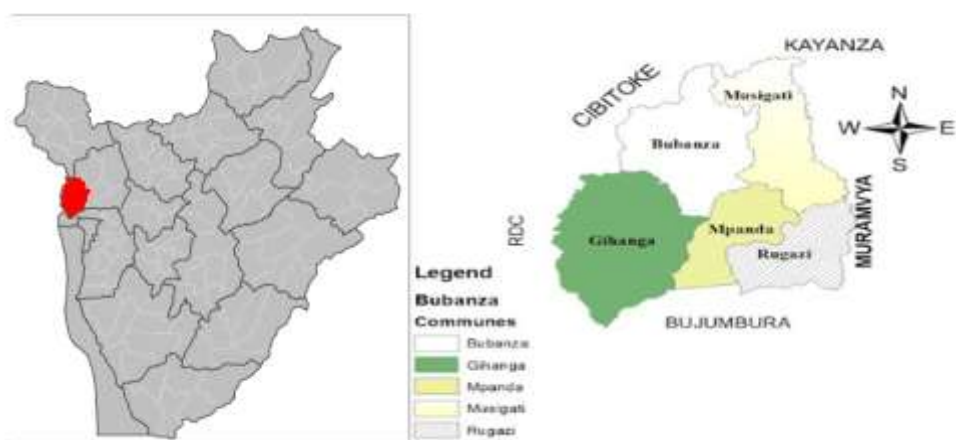 KAYANZA
CIBITOKE
Musigati
N
W
E
S
Bubanza
RDC
Gihanga
Mpanda
Rugazi
MURAMVYA
BUJUMBURA
Legend
Bubanza
Communes
Bubanza
Gihanga
Mpanda
Musigati
Rugazi